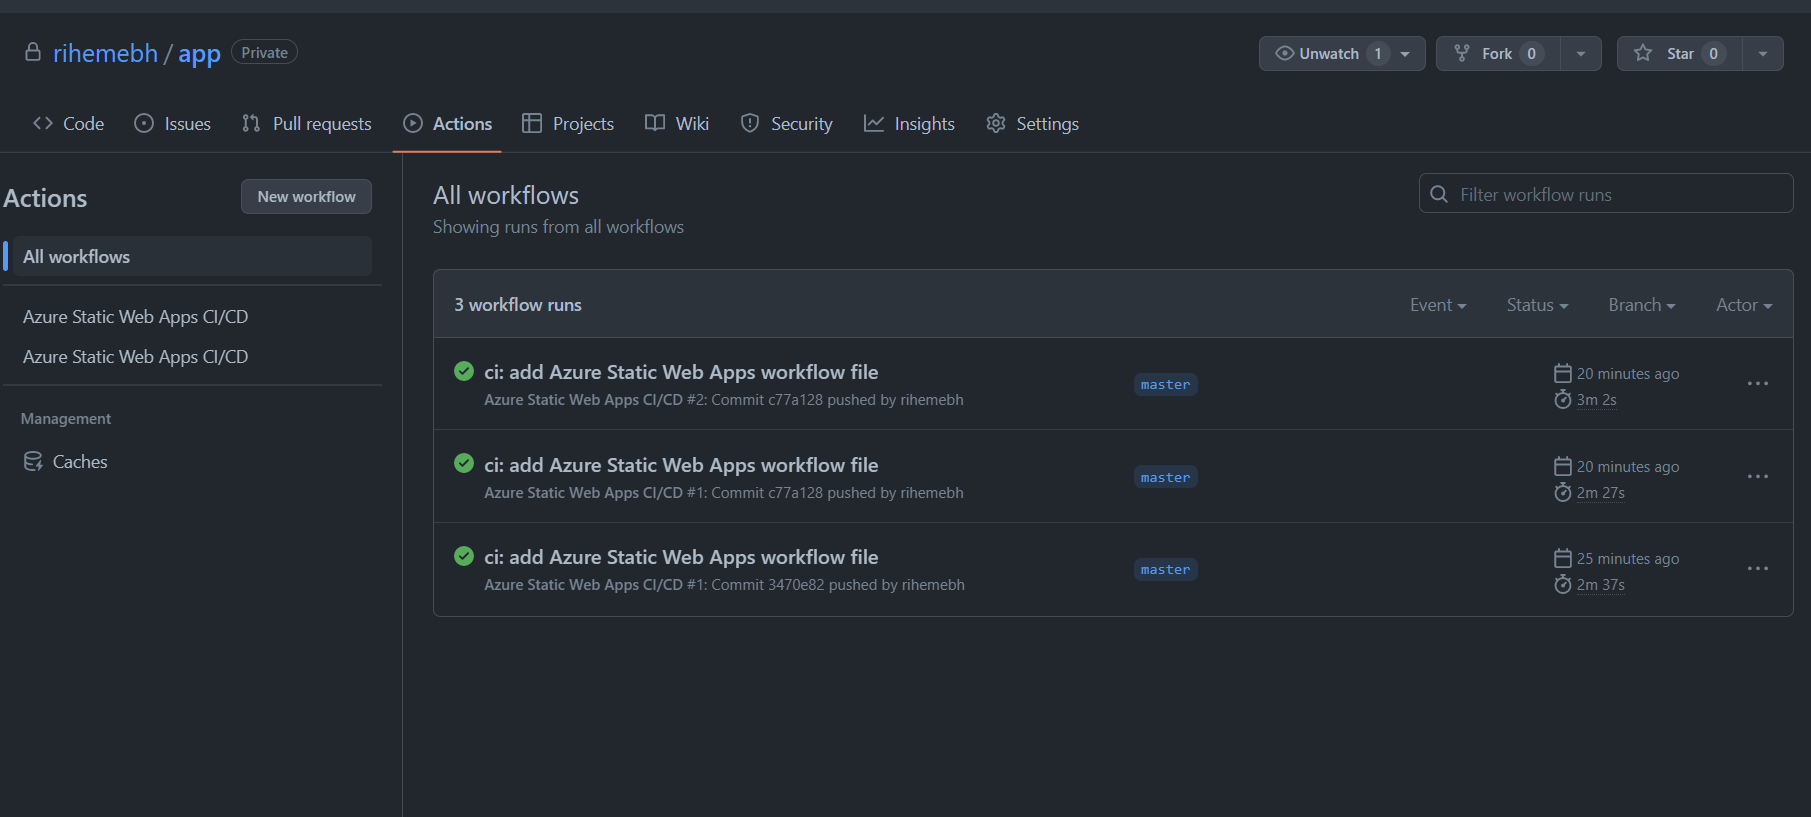 rihemebh / app Private
Unwatch 1
Fork 0
Star 0
Code
Issues
Pull requests
Actions
Projects
Wiki
Security
Insights
Settings
Actions
New workflow
All workflows
Azure Static Web Apps CI/CD
Azure Static Web Apps CI/CD
Management
Caches
All workflows
Showing runs from all workflows
Filter workflow runs
3 workflow runs
Event
Status
Branch
Actor
ci: add Azure Static Web Apps workflow file
Azure Static Web Apps CI/CD #2: Commit c77a128 pushed by rihemebh
master
20 minutes ago
3m 2s
ci: add Azure Static Web Apps workflow file
Azure Static Web Apps CI/CD #1: Commit c77a128 pushed by rihemebh
master
20 minutes ago
2m 27s
ci: add Azure Static Web Apps workflow file
Azure Static Web Apps CI/CD #1: Commit 3470e82 pushed by rihemebh
master
25 minutes ago
2m 37s